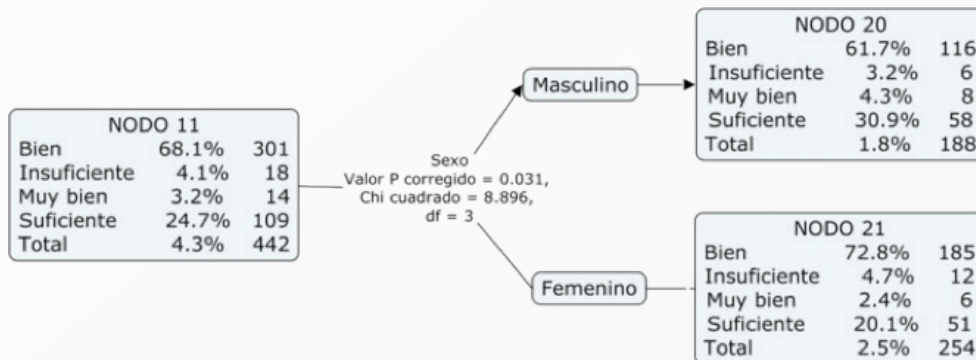 NODO 11
Bien 68.1% 301
Insuficiente 4.1% 18
Muy bien 3.2% 14
Suficiente 24.7% 109
Total 4.3% 442
Sexo
Valor P corregido = 0.031,
Chi cuadrado = 8.896,
df = 3
Masculino
NODO 20
Bien 61.7% 116
Insuficiente 3.2% 6
Muy bien 4.3% 8
Suficiente 30.9% 58
Total 1.8% 188
Femenino
NODO 21
Bien 72.8% 185
Insuficiente 4.7% 12
Muy bien 2.4% 6
Suficiente 20.1% 51
Total 2.5% 254